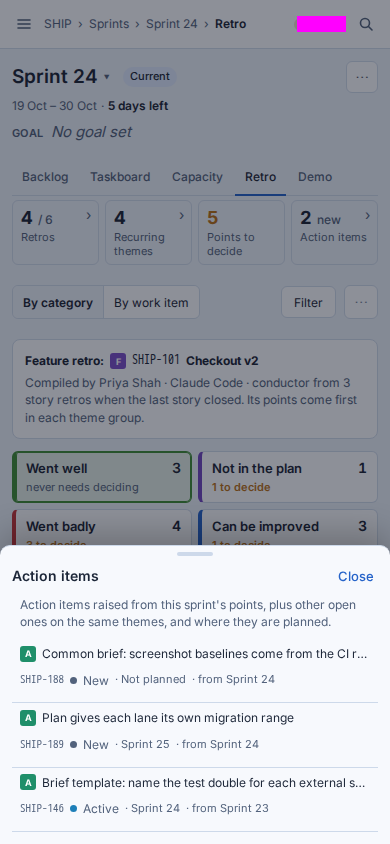 SHIP › Sprints › Sprint 24 › Retro
Sprint 24 ▾ Current ...
19 Oct – 30 Oct · 5 days left
GOAL No goal set
Backlog Taskboard Capacity Retro Demo
4 / 6 › Retros
4 › Recurring themes
5 Points to decide
2 new › Action items
By category By work item Filter ...
Feature retro: F SHIP-101 Checkout v2
Compiled by Priya Shah · Claude Code · conductor from 3
story retros when the last story closed. Its points come first
in each theme group.
Went well 3
never needs deciding
Not in the plan 1
1 to decide
Went badly 4
3 to decide
Can be improved 3
1 to decide
Action items Close
Action items raised from this sprint's points, plus other open
ones on the same themes, and where they are planned.
A Common brief: screenshot baselines come from the CI r...
SHIP-188 New · Not planned · from Sprint 24
A Plan gives each lane its own migration range
SHIP-189 New · Sprint 25 · from Sprint 24
A Brief template: name the test double for each external s...
SHIP-146 Active · Sprint 24 · from Sprint 23